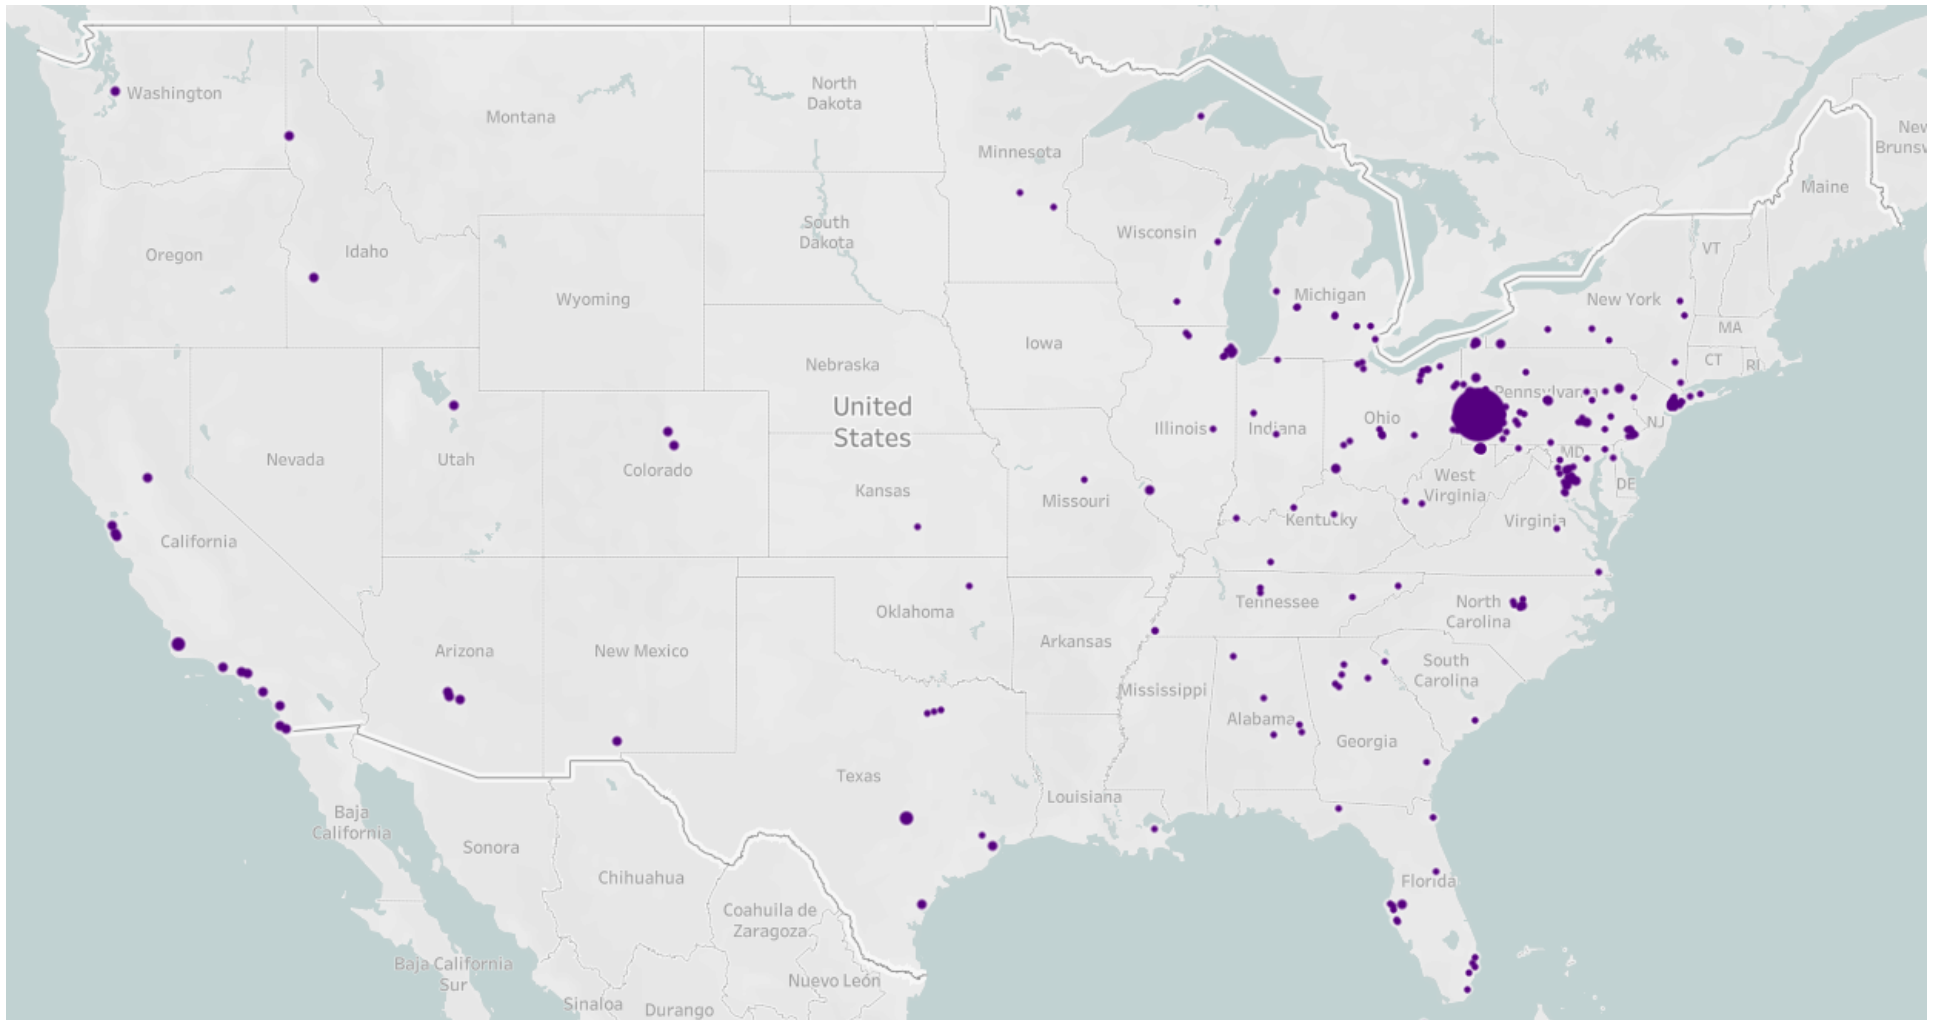 Washington
Montana
North
Dakota
Minnesota
New
Maine
Oregon
Idaho
South
Dakota
Wisconsin
VT
Wyoming
Michigan
New York
MA
CT
RI
Iowa
Nebraska
United
States
Pennsylvania
NJ
Nevada
Utah
Colorado
Kansas
Illinois
Indiana
Ohio
MD
DE
West
Virginia
Virginia
Missouri
Kentucky
California
Oklahoma
Arkansas
Tennessee
North
Carolina
Arizona
New Mexico
Mississippi
Alabama
South
Carolina
Georgia
Texas
Louisiana
Baja
California
Sonora
Chihuahua
Florida
Coahuila de
Zaragoza
Baja California
Sur
Nuevo León
Sinaloa
Durango